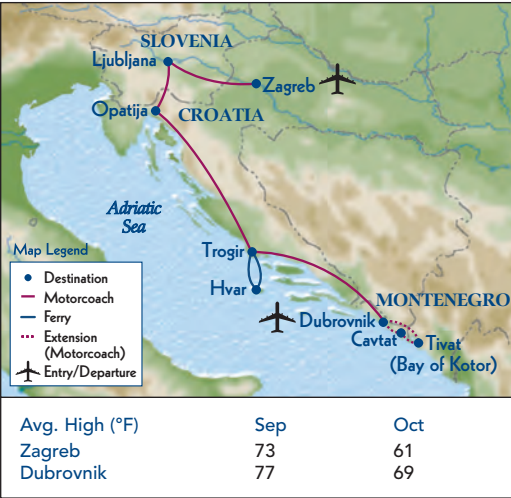 SLOVENIA
Ljubljana
Zagreb
Opatija
CROATIA
Adriatic
Sea
Map Legend
Destination
Motorcoach
Ferry
Extension
(Motorcoach)
Entry/Departure
Trogir
Hvar
MONTENEGRO
Dubrovnik
Cavtat
Tivat
(Bay of Kotor)
Avg. High (°F) Sep Oct
Zagreb 73 61
Dubrovnik 77 69